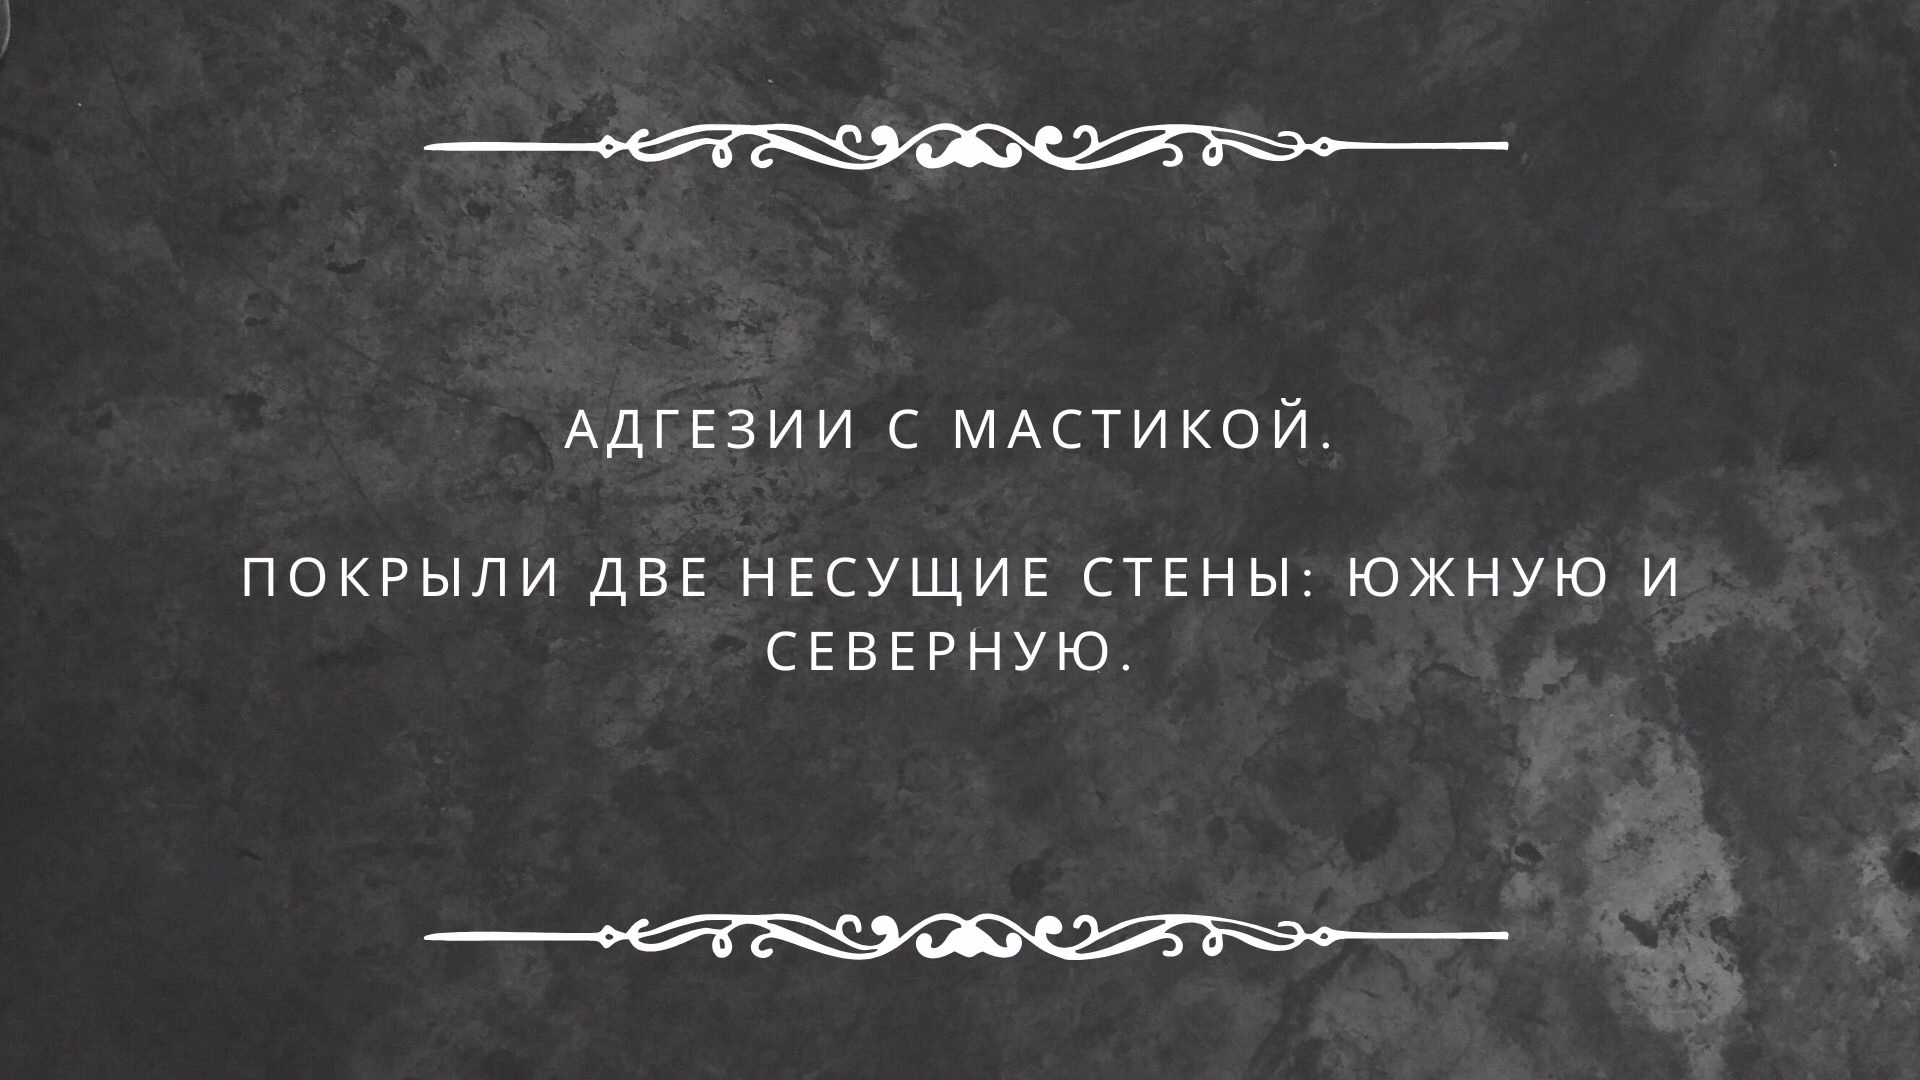 АДГЕЗИИ С МАСТИКОЙ.
ПОКРЫЛИ ДВЕ НЕСУЩИЕ СТЕНЫ: ЮЖНУЮ И
СЕВЕРНУЮ.